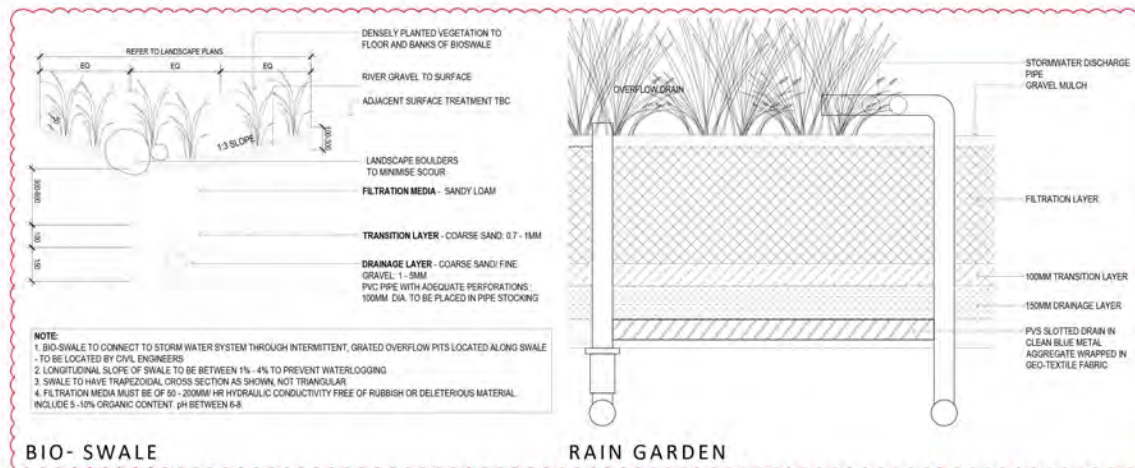 REFER TO LANDSCAPE PLANS
EQ
EQ
EQ
1:3 SLOPE
100-300
300-600
100
150
DENSELY PLANTED VEGETATION TO
FLOOR AND BANKS OF BIOSWALE
RIVER GRAVEL TO SURFACE
ADJACENT SURFACE TREATMENT TBC
LANDSCAPE BOULDERS
TO MINIMISE SCOUR
FILTRATION MEDIA - SANDY LOAM
TRANSITION LAYER - COARSE SAND: 0.7 - 1MM
DRAINAGE LAYER - COARSE SAND/ FINE
GRAVEL: 1 - 5MM
PVC PIPE WITH ADEQUATE PERFORATIONS :
100MM DIA. TO BE PLACED IN PIPE STOCKING
NOTE:
1. BIO-SWALE TO CONNECT TO STORM WATER SYSTEM THROUGH INTERMITTENT, GRATED OVERFLOW PITS LOCATED ALONG SWALE
- TO BE LOCATED BY CIVIL ENGINEERS
2. LONGITUDINAL SLOPE OF SWALE TO BE BETWEEN 1% - 4% TO PREVENT WATERLOGGING
3. SWALE TO HAVE TRAPEZOIDAL CROSS SECTION AS SHOWN, NOT TRIANGULAR
4. FILTRATION MEDIA MUST BE OF 50 - 200MM/ HR HYDRAULIC CONDUCTIVITY FREE OF RUBBISH OR DELETERIOUS MATERIAL.
INCLUDE 5 -10% ORGANIC CONTENT. pH BETWEEN 6-8.
BIO- SWALE
OVERFLOW DRAIN
STORMWATER DISCHARGE
PIPE
GRAVEL MULCH
FILTRATION LAYER
100MM TRANSITION LAYER
150MM DRAINAGE LAYER
PVS SLOTTED DRAIN IN
CLEAN BLUE METAL
AGGREGATE WRAPPED IN
GEO-TEXTILE FABRIC
RAIN GARDEN